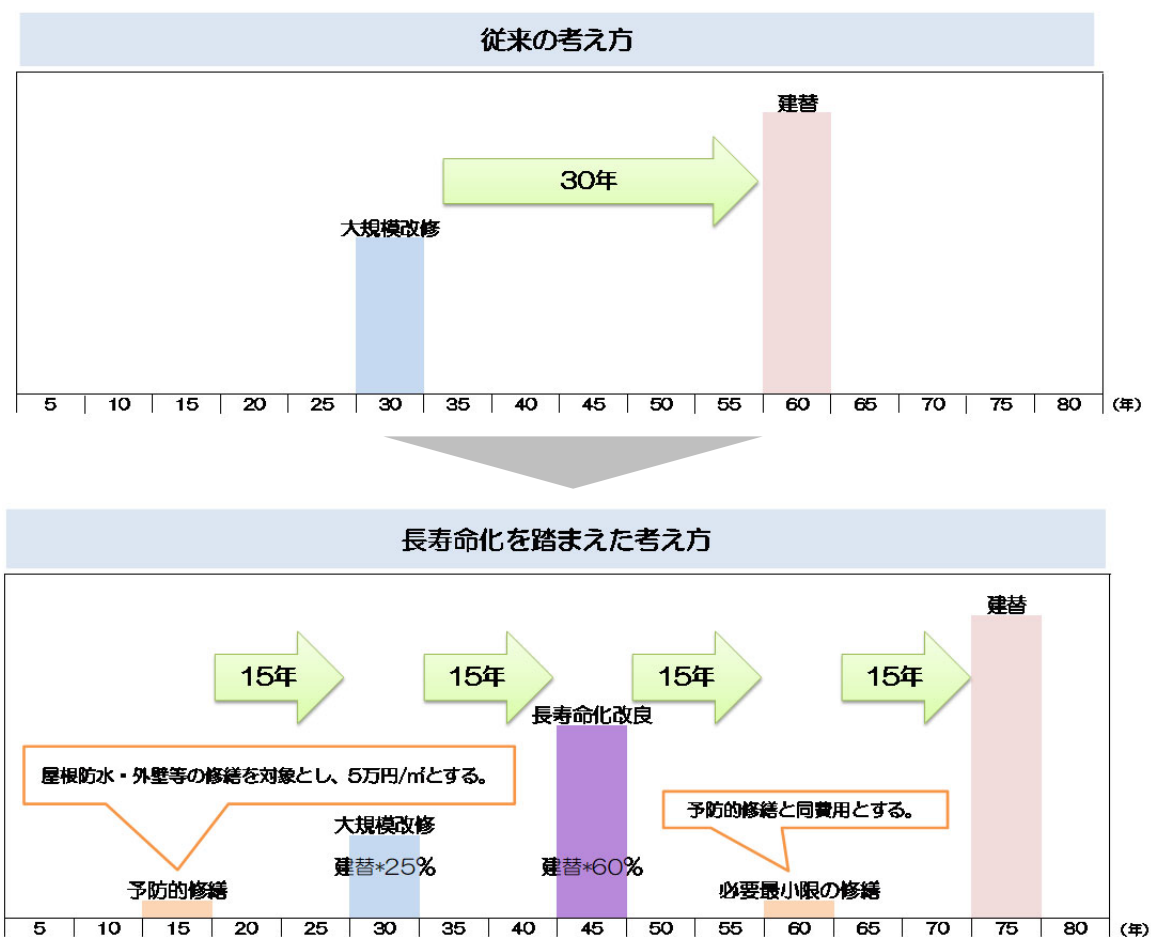 従来の考え方
建替
30年
大規模改修
5 10 15 20 25 30 35 40 45 50 55 60 65 70 75 80 (年)
長寿命化を踏まえた考え方
建替
15年 15年 15年 15年
長寿命化改良
屋根防水・外壁等の修繕を対象とし、5万円/㎡とする。
予防的修繕と同費用とする。
大規模改修
建替*25% 建替*60%
予防的修繕 必要最小限の修繕
5 10 15 20 25 30 35 40 45 50 55 60 65 70 75 80 (年)